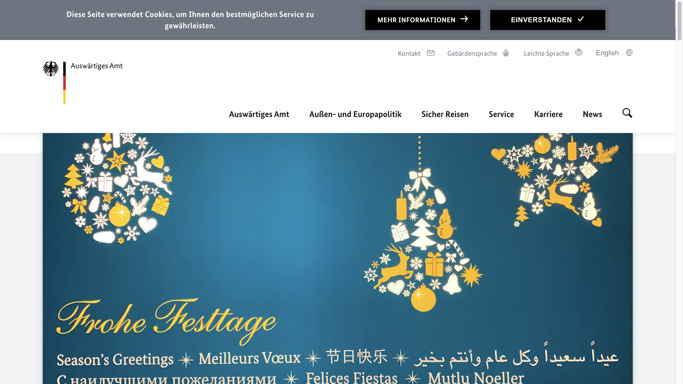 Diese Seite verwendet Cookies, um Ihnen den bestmöglichen Service zu
gewährleisten.
MEHR INFORMATIONEN
EINVERSTANDEN
Kontakt
Gebärdensprache
Leichte Sprache
English
Auswärtiges Amt
Auswärtiges Amt
Außen- und Europapolitik
Sicher Reisen
Service
Karriere
News
Frohe Festtage
Season's Greetings ✴ Meilleurs Vœux ✴ 节日快乐 ✴ عيداً سعيداً وكل عام وأنتم بخير
С наилучшими пожеланиями ✴ Felices Fiestas ✴ Mutlu Noeller